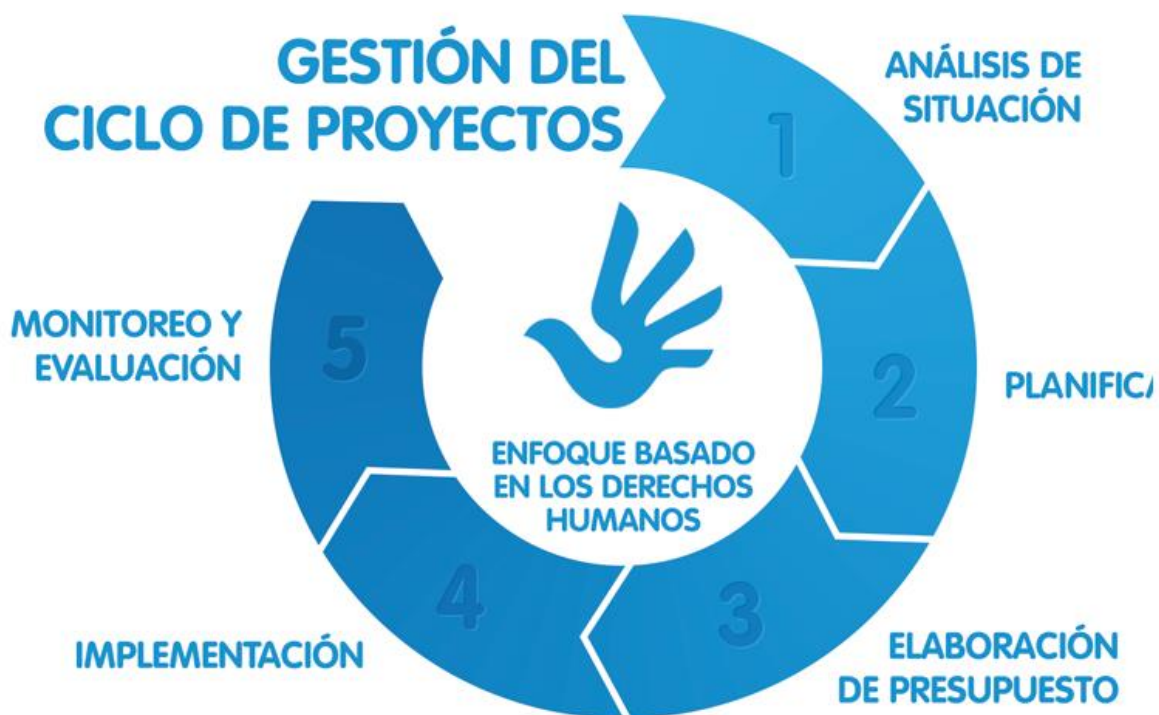 GESTIÓN DEL
CICLO DE PROYECTOS
1
ANÁLISIS DE
SITUACIÓN
2
PLANIFICA
3
ELABORACIÓN
DE PRESUPUESTO
4
IMPLEMENTACIÓN
5
MONITOREO Y
EVALUACIÓN
ENFOQUE BASADO
EN LOS DERECHOS
HUMANOS